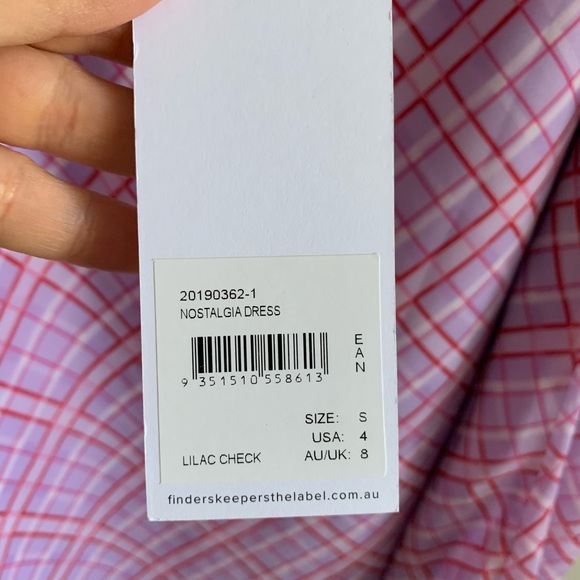 20190362-1
NOSTALGIA DRESS
EAN
9 351510 558613
SIZE: S
USA: 4
LILAC CHECK AU/UK: 8
finderskeepersthelabel.com.au